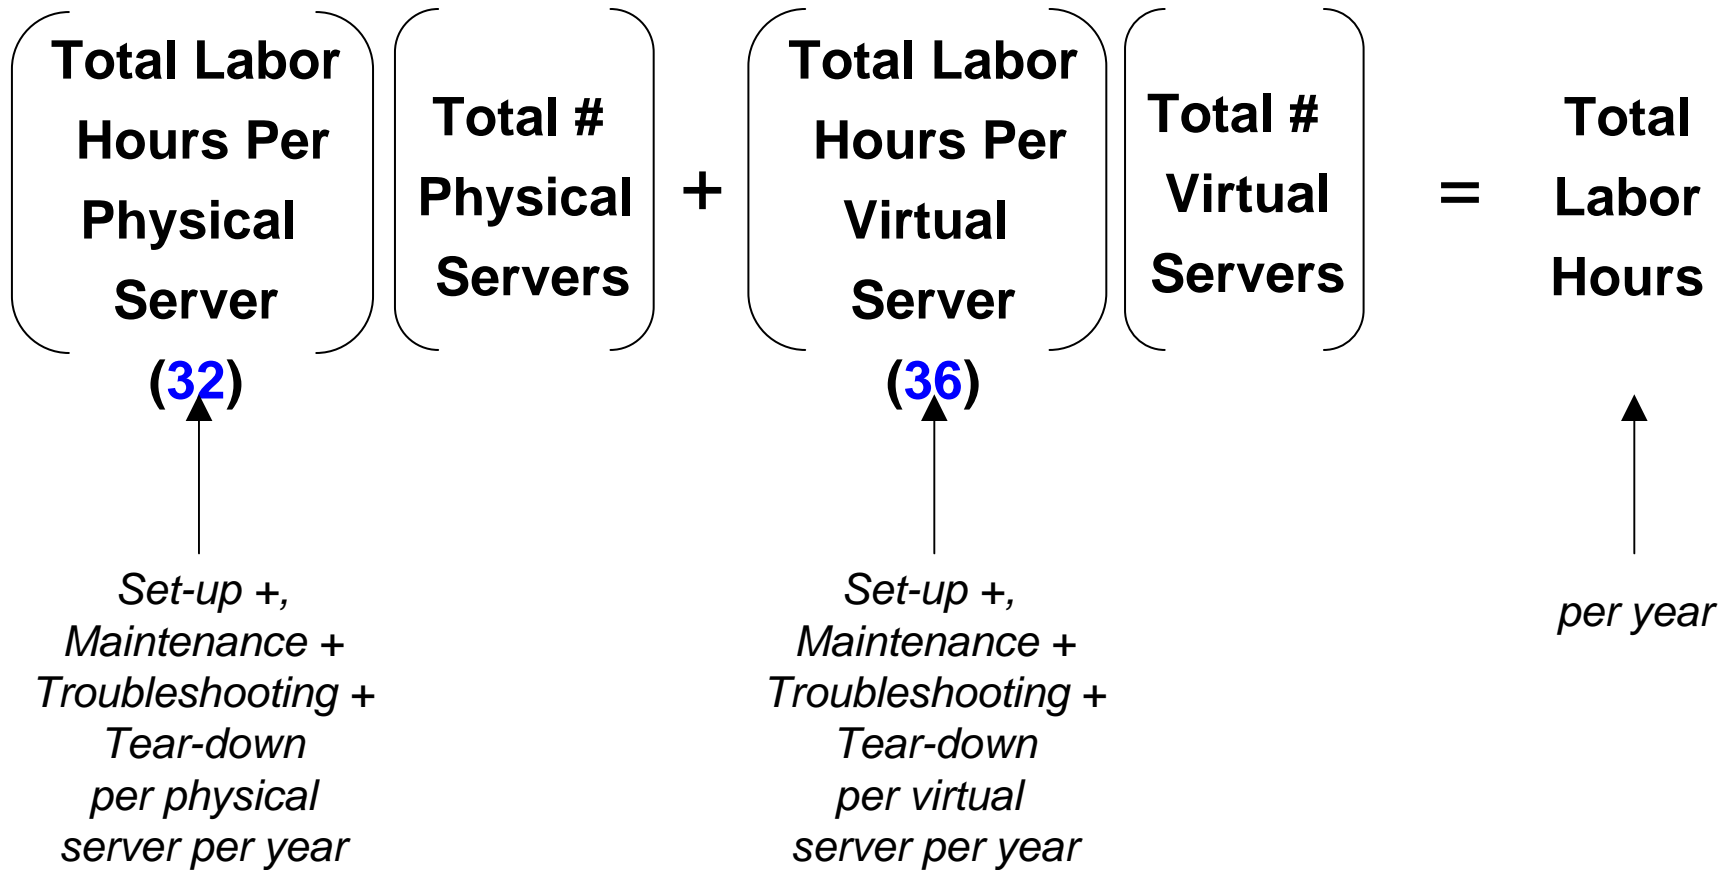 Total Labor
Hours Per
Physical
Server
(32)
Total #
Physical
Servers
+
Total Labor
Hours Per
Virtual
Server
(36)
Total #
Virtual
Servers
=
Total
Labor
Hours
Set-up +,
Maintenance +
Troubleshooting +
Tear-down
per physical
server per year
Set-up +,
Maintenance +
Troubleshooting +
Tear-down
per virtual
server per year
per year